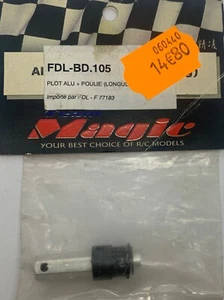 060440
14€80
FDL-BD.105
PLOT ALU + POULIE (LONGUE
Importé par FDL - F 77183
Magic
YOUR BEST CHOICE OF R/C MODELS